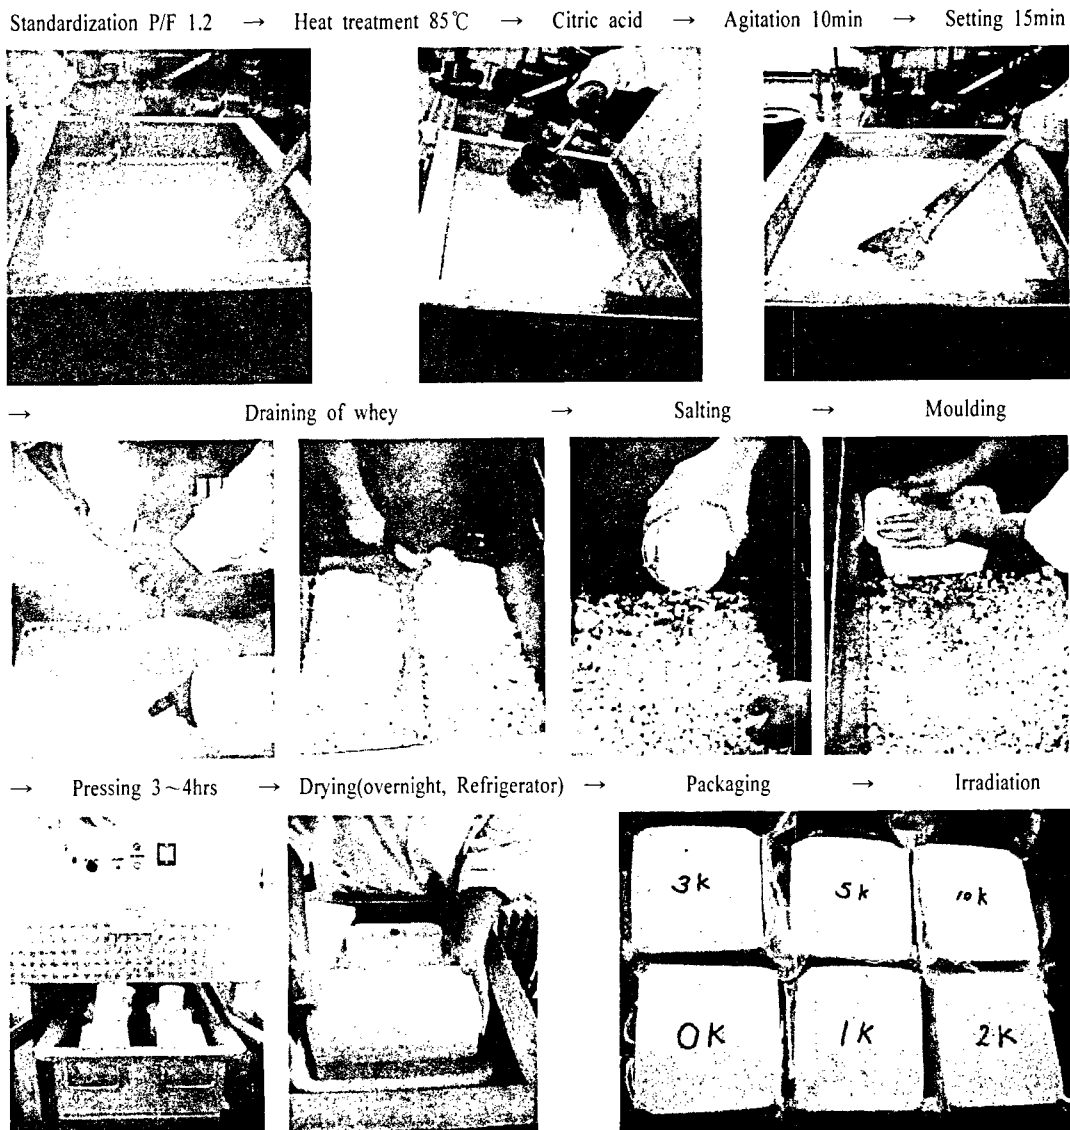 Standardization P/F 1.2 → Heat treatment 85℃ → Citric acid → Agitation 10min → Setting 15min
→ Draining of whey → Salting → Moulding
→ Pressing 3~4hrs → Drying(overnight, Refrigerator) → Packaging → Irradiation
3K 5K 10K
0K 1K 2K